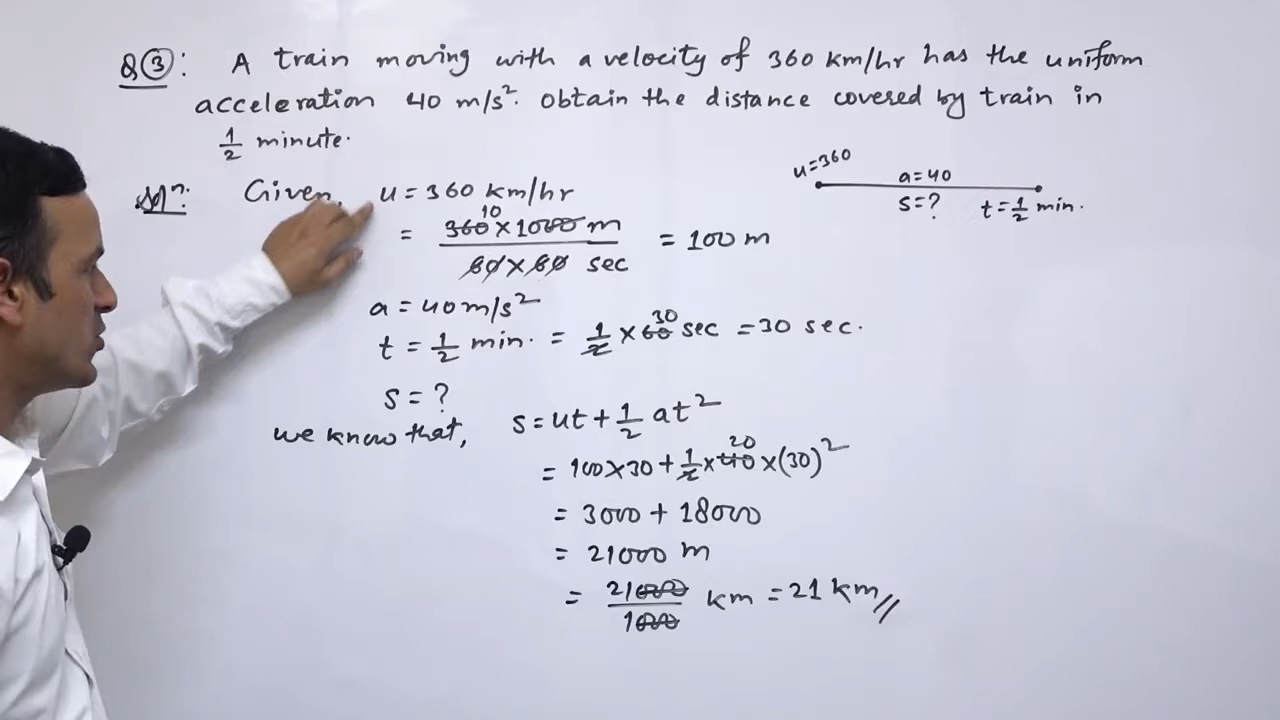 Q③: A train moving with a velocity of 360 km/hr has the uniform
acceleration 40 m/s². obtain the distance covered by train in
1/2 minute.
u=360
a=40
s=?
t=1/2 min.
Solⁿ: Given, u = 360 km/hr
10
= 360 × 1000 m / 60×60 sec = 100 m
a = 40 m/s²
30
t = 1/2 min. = 1/2 × 60 sec = 30 sec.
s = ?
we know that, s = ut + 1/2 at²
20
= 100×30 + 1/2 × 40 × (30)²
= 3000 + 18000
= 21000 m
= 21000/1000 km = 21 km //